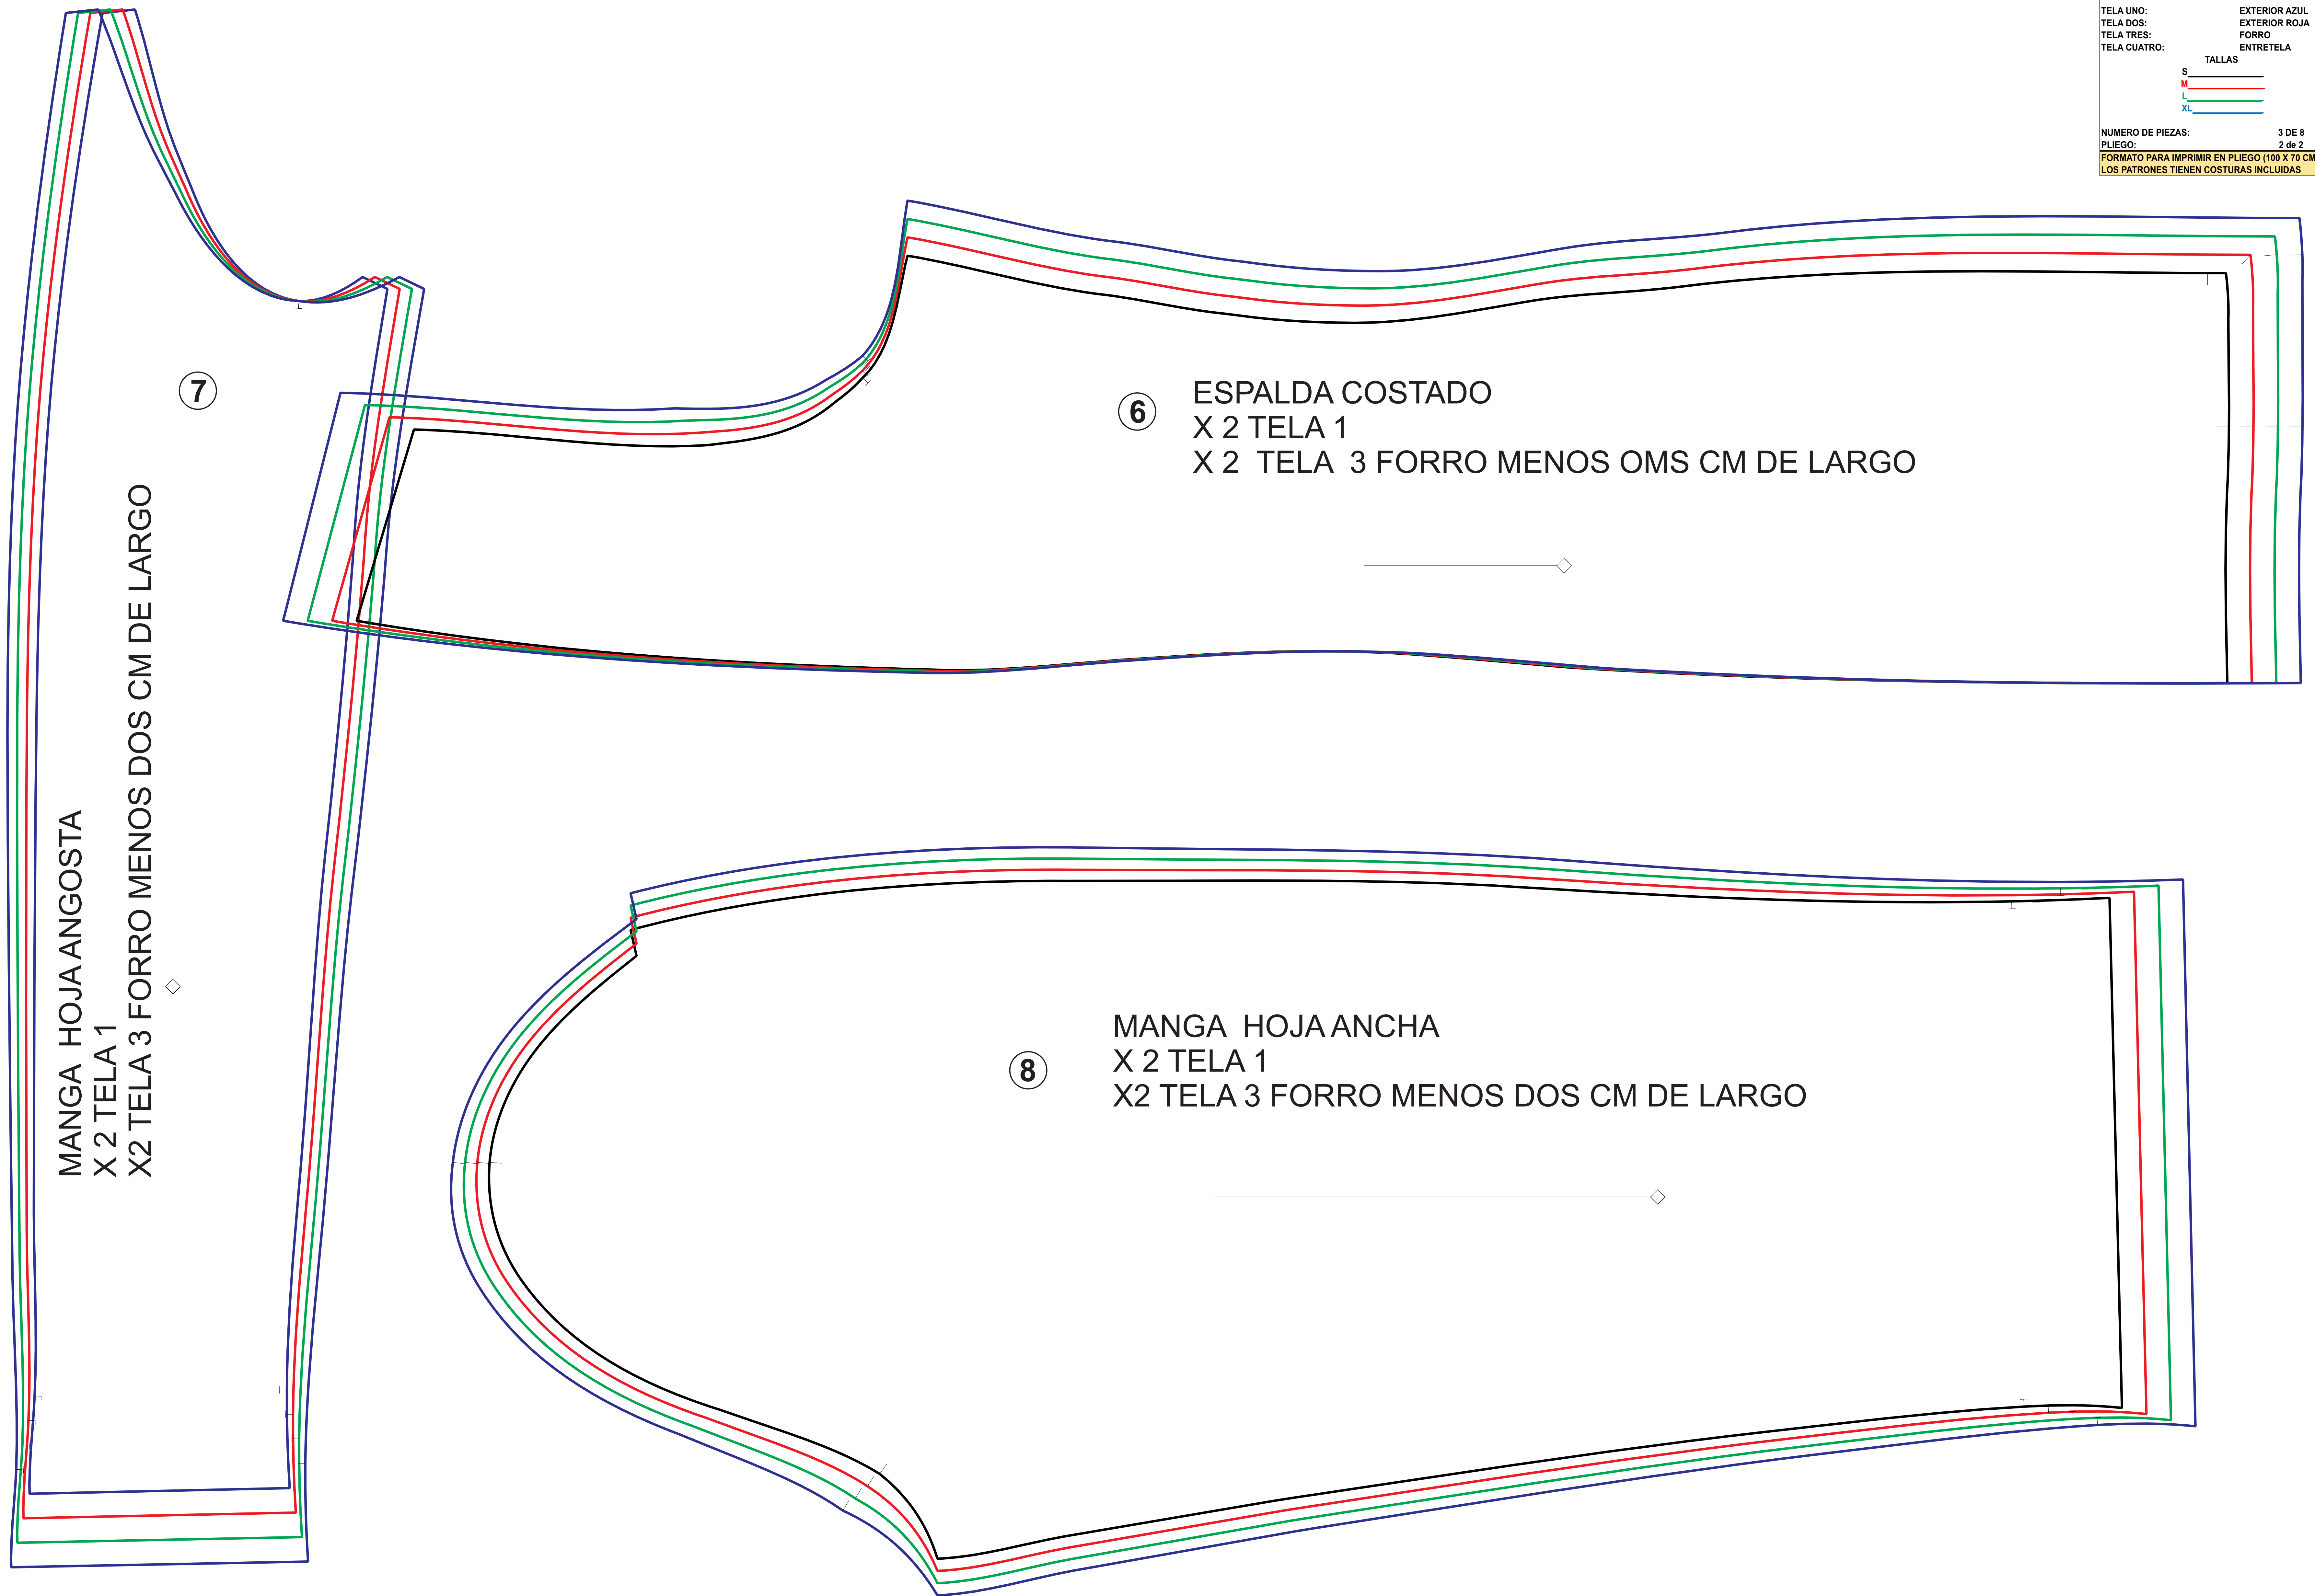 TELA UNO: EXTERIOR AZUL
TELA DOS: EXTERIOR ROJA
TELA TRES: FORRO
TELA CUATRO: ENTRETELA
TALLAS
S
M
L
XL
NUMERO DE PIEZAS: 3 DE 8
PLIEGO: 2 de 2
FORMATO PARA IMPRIMIR EN PLIEGO (100 X 70 CM
LOS PATRONES TIENEN COSTURAS INCLUIDAS
7
MANGA HOJA ANGOSTA
X 2 TELA 1
X2 TELA 3 FORRO MENOS DOS CM DE LARGO
6
ESPALDA COSTADO
X 2 TELA 1
X 2 TELA 3 FORRO MENOS OMS CM DE LARGO
8
MANGA HOJA ANCHA
X 2 TELA 1
X2 TELA 3 FORRO MENOS DOS CM DE LARGO